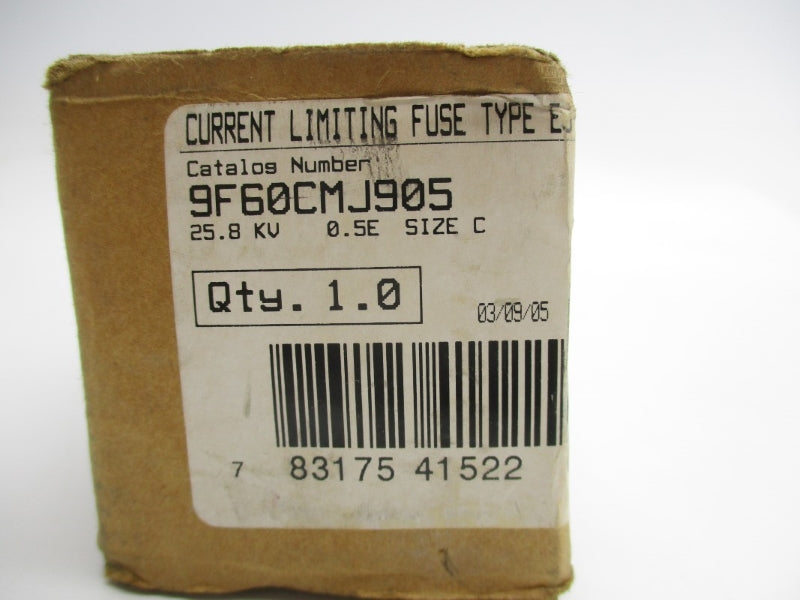 CURRENT LIMITING FUSE TYPE EJ
Catalog Number
9F60CMJ905
25.8 KV 0.5E SIZE C
Qty. 1.0
03/09/05
7 83175 41522